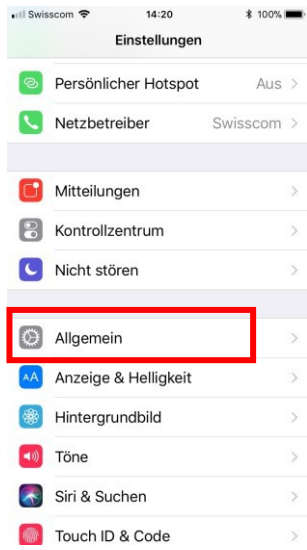 Swisscom 14:20 100%
Einstellungen
Persönlicher Hotspot Aus
Netzbetreiber Swisscom
Mitteilungen
Kontrollzentrum
Nicht stören
Allgemein
AA Anzeige & Helligkeit
Hintergrundbild
Töne
Siri & Suchen
Touch ID & Code